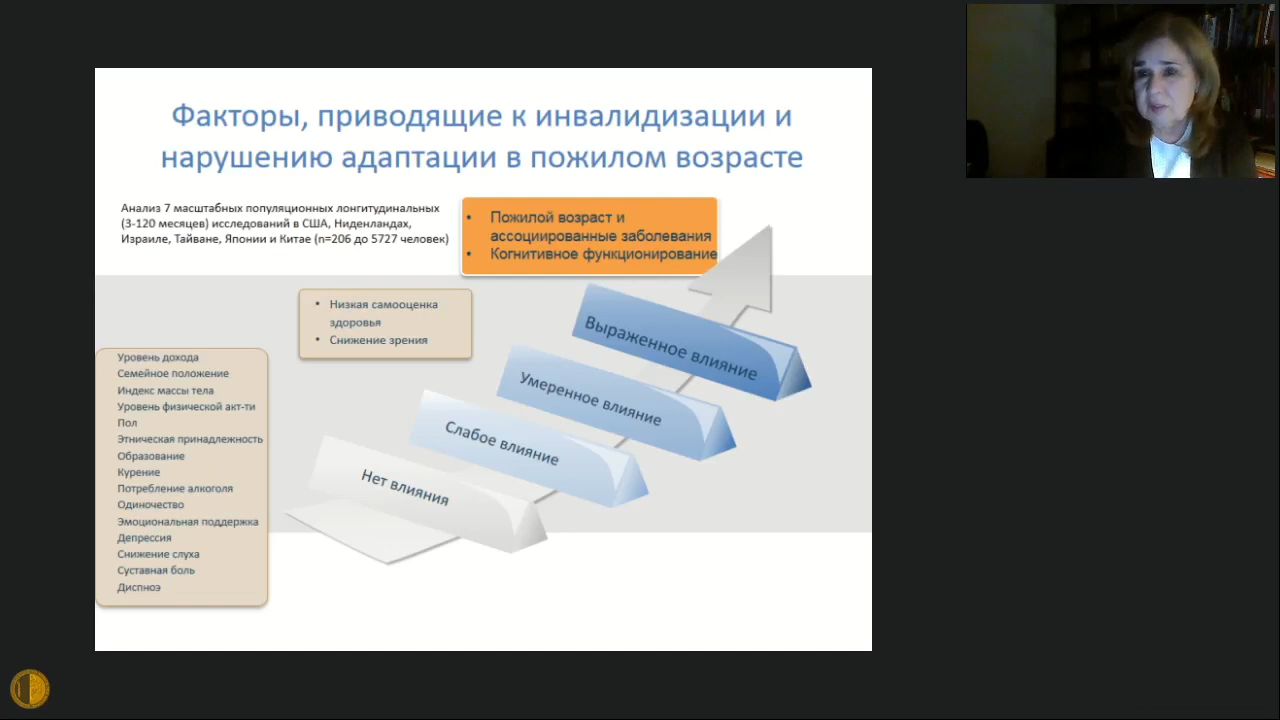 Факторы, приводящие к инвалидизации и
нарушению адаптации в пожилом возрасте
Анализ 7 масштабных популяционных лонгитудинальных
(3-120 месяцев) исследований в США, Ниденландах,
Израиле, Тайване, Японии и Китае (n=206 до 5727 человек)
• Пожилой возраст и
ассоциированные заболевания
• Когнитивное функционирование
• Низкая самооценка
здоровья
• Снижение зрения
Выраженное влияние
Умеренное влияние
Слабое влияние
Нет влияния
Уровень дохода
Семейное положение
Индекс массы тела
Уровень физической акт-ти
Пол
Этническая принадлежность
Образование
Курение
Потребление алкоголя
Одиночество
Эмоциональная поддержка
Депрессия
Снижение слуха
Суставная боль
Диспноэ